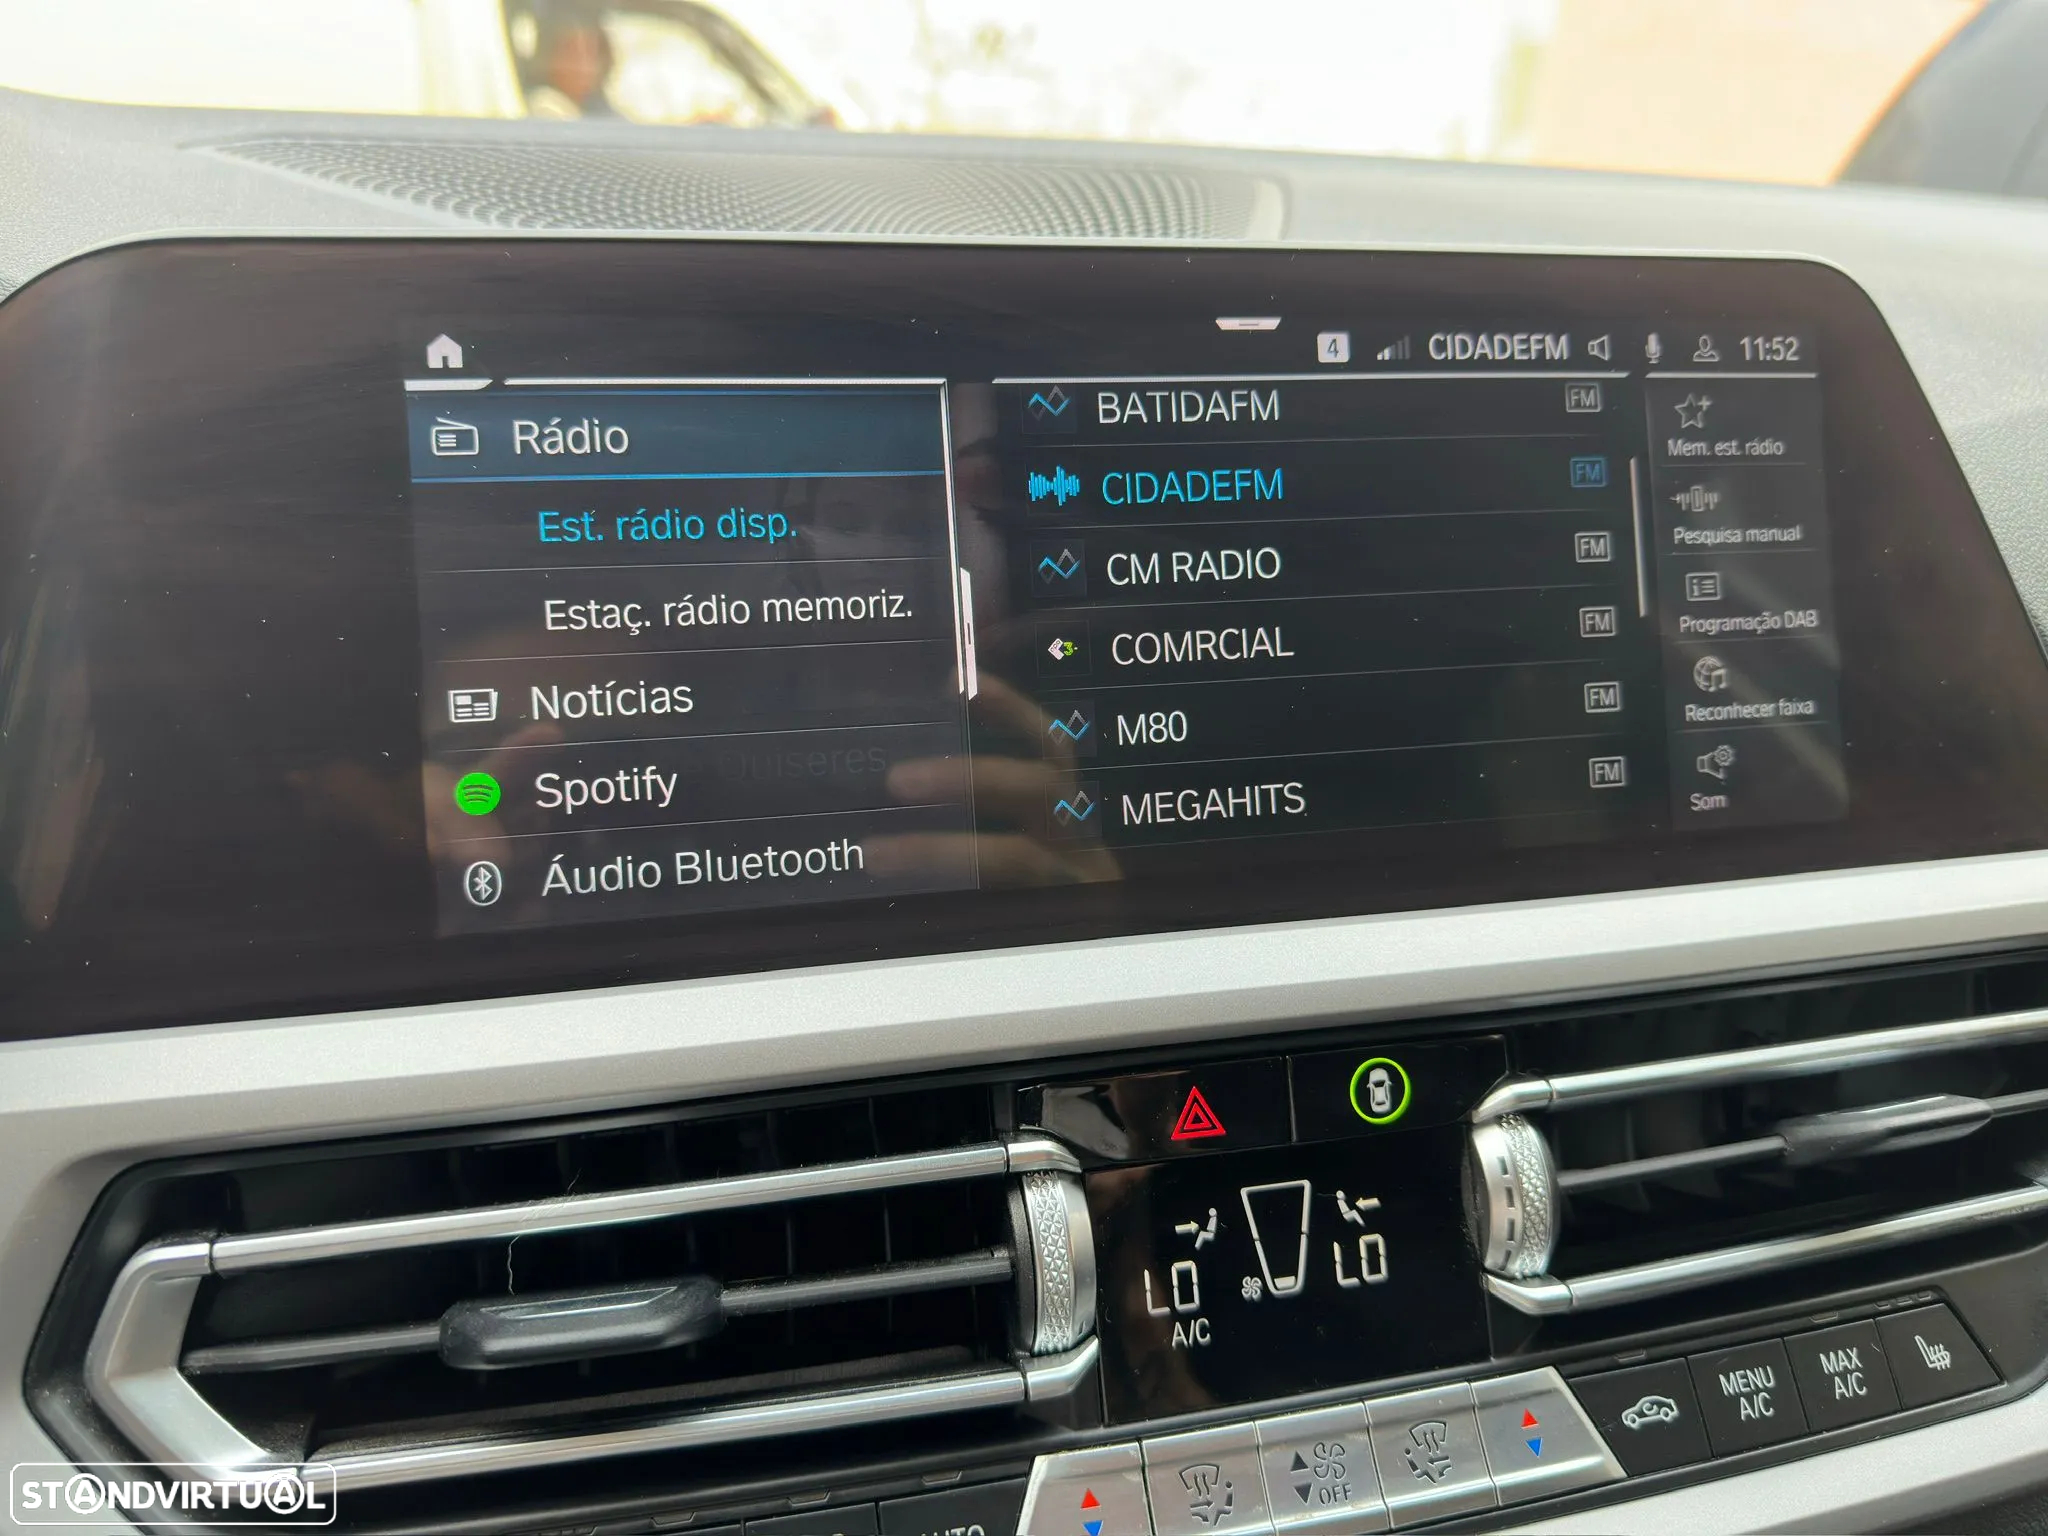 4 CIDADEFM 11:52
Rádio
Est. rádio disp.
Estaç. rádio memoriz.
Notícias
Spotify
Áudio Bluetooth
BATIDAFM FM
CIDADEFM FM
CM RADIO FM
COMRCIAL FM
M80 FM
MEGAHITS FM
Mem. est. rádio
Pesquisa manual
Programação DAB
Reconhecer faixa
Som
LO LO
A/C
MENU
A/C
MAX
A/C
OFF
AUTO
STANDVIRTUAL